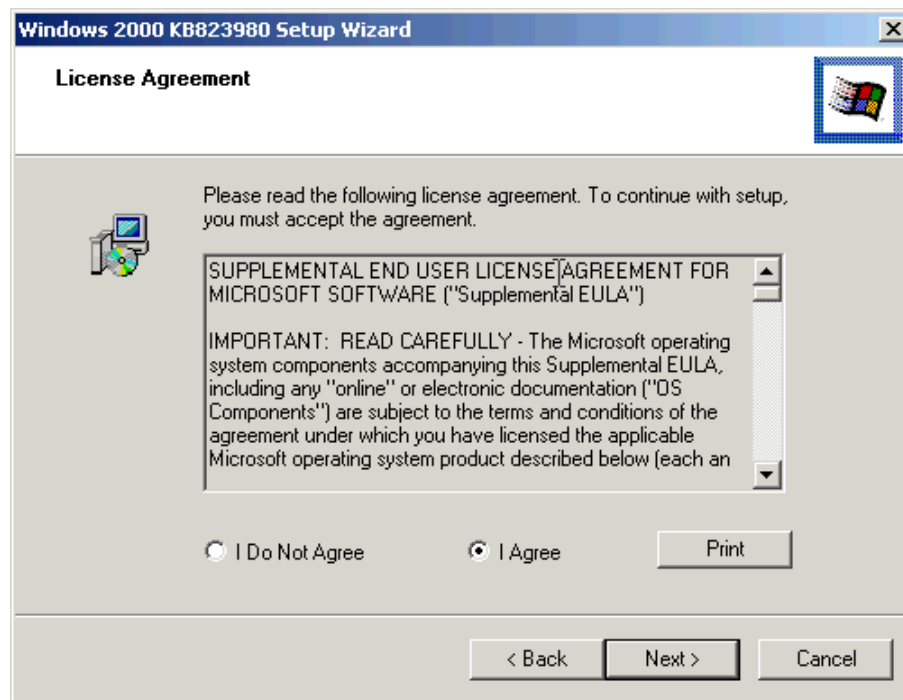 Windows 2000 KB823980 Setup Wizard
License Agreement
Please read the following license agreement. To continue with setup,
you must accept the agreement.
SUPPLEMENTAL END USER LICENSE AGREEMENT FOR
MICROSOFT SOFTWARE ("Supplemental EULA")
IMPORTANT:  READ CAREFULLY - The Microsoft operating
system components accompanying this Supplemental EULA,
including any "online" or electronic documentation ("OS
Components") are subject to the terms and conditions of the
agreement under which you have licensed the applicable
Microsoft operating system product described below (each an
I Do Not Agree
I Agree
Print
< Back
Next >
Cancel